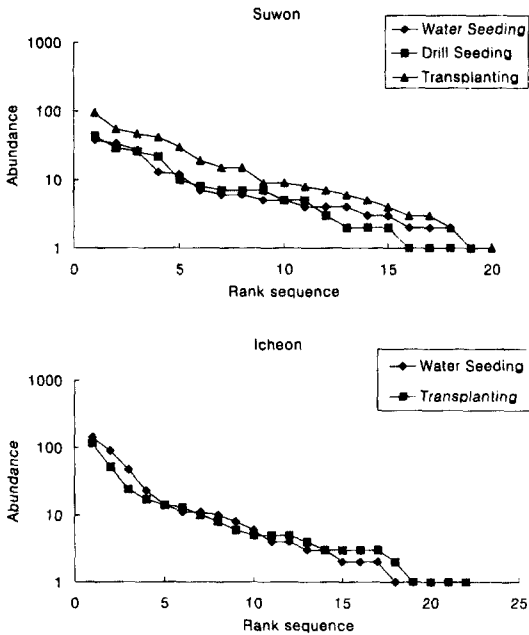 Suwon
Water Seeding
Drill Seeding
Transplanting
1000
100
10
1
Abundance
0 5 10 15 20
Rank sequence
Icheon
Water Seeding
Transplanting
1000
100
10
1
Abundance
0 5 10 15 20 25
Rank sequence